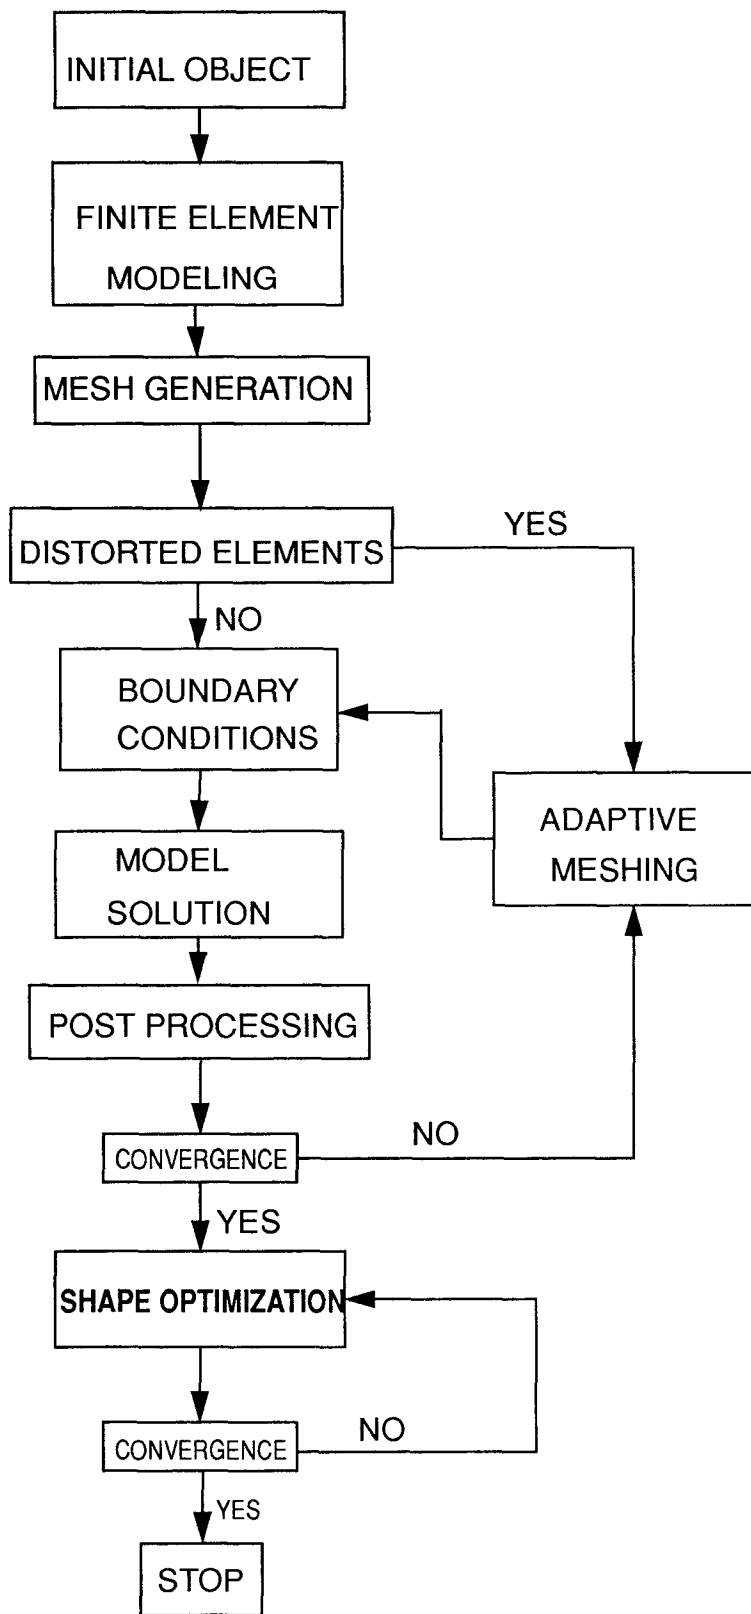 INITIAL OBJECT
FINITE ELEMENT
MODELING
MESH GENERATION
YES
DISTORTED ELEMENTS
NO
BOUNDARY
CONDITIONS
ADAPTIVE
MESHING
MODEL
SOLUTION
POST PROCESSING
NO
CONVERGENCE
YES
SHAPE OPTIMIZATION
NO
CONVERGENCE
YES
STOP